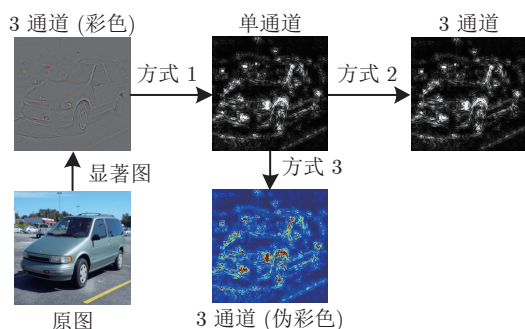 3 通道 (彩色)
单通道
3 通道
方式 1
方式 2
显著图
方式 3
原图
3 通道 (伪彩色)